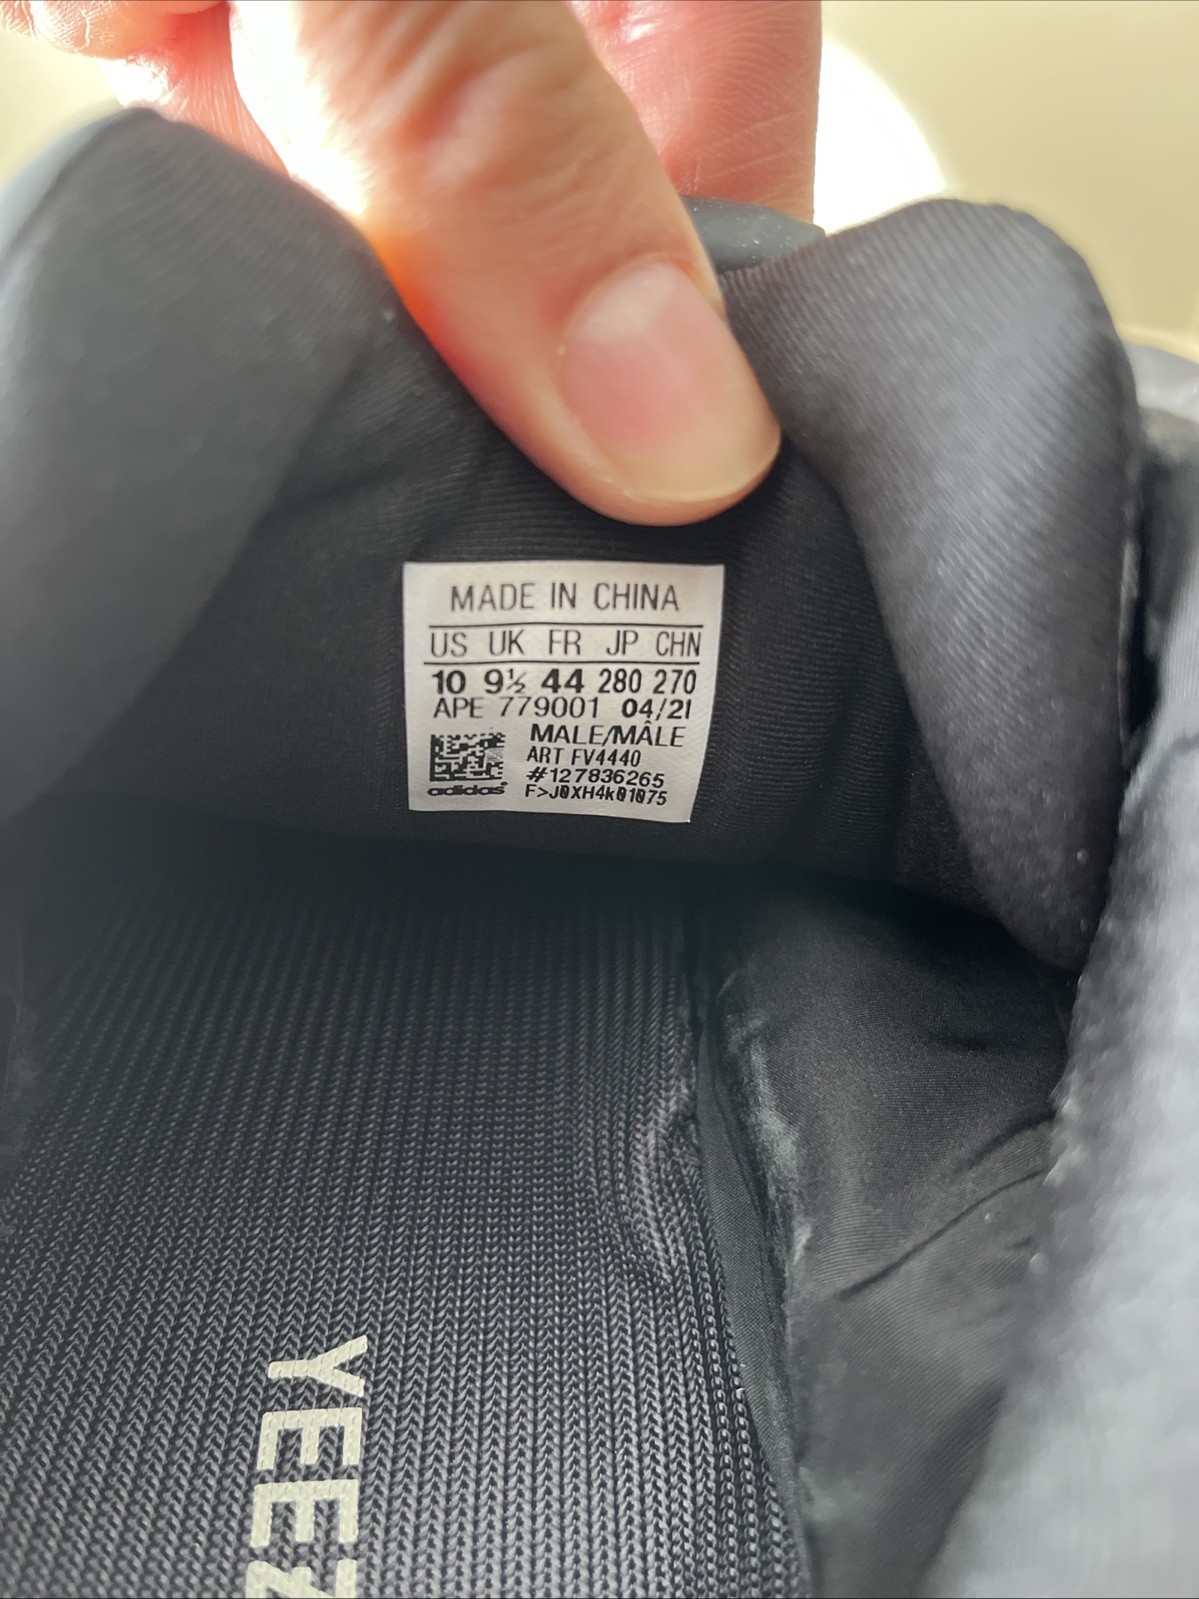 MADE IN CHINA
US UK FR JP CHN
10 9½ 44 280 270
APE 779001 04/21
MALE/MÂLE
ART FV4440
#127836265
adidas® F>J0XH4k01075
YEEZ